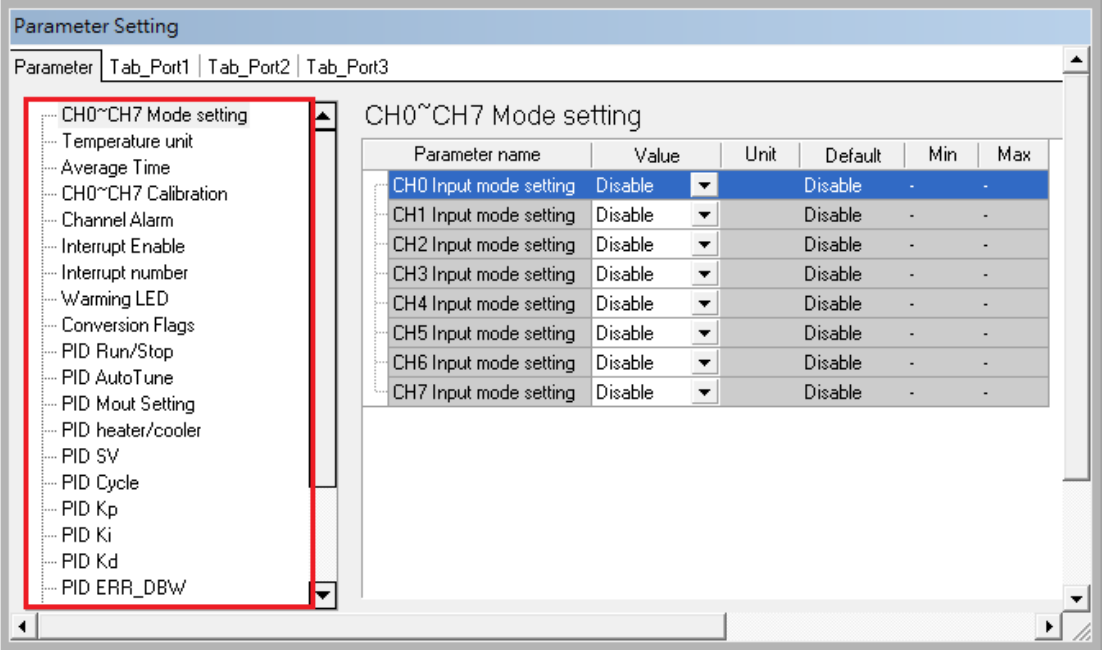 Parameter Setting
Parameter Tab_Port1 Tab_Port2 Tab_Port3
CH0~CH7 Mode setting
Temperature unit
Average Time
CH0~CH7 Calibration
Channel Alarm
Interrupt Enable
Interrupt number
Warming LED
Conversion Flags
PID Run/Stop
PID AutoTune
PID Mout Setting
PID heater/cooler
PID SV
PID Cycle
PID Kp
PID Ki
PID Kd
PID ERR_DBW
CH0~CH7 Mode setting
Parameter name Value Unit Default Min Max
CH0 Input mode setting Disable Disable - -
CH1 Input mode setting Disable Disable - -
CH2 Input mode setting Disable Disable - -
CH3 Input mode setting Disable Disable - -
CH4 Input mode setting Disable Disable - -
CH5 Input mode setting Disable Disable - -
CH6 Input mode setting Disable Disable - -
CH7 Input mode setting Disable Disable - -